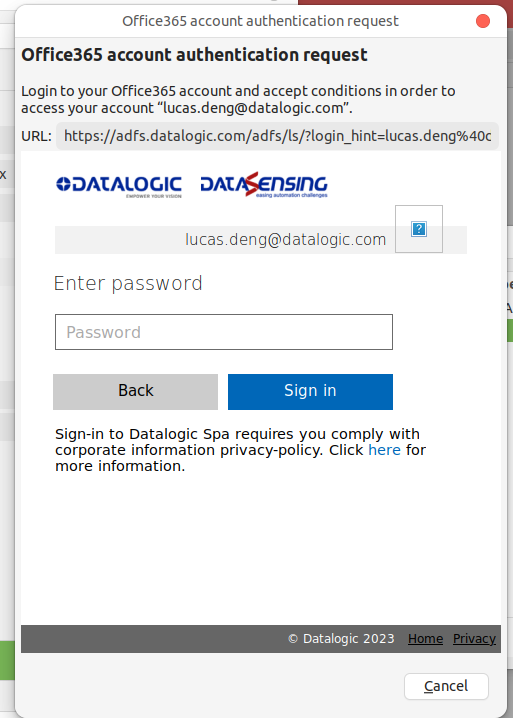 Office365 account authentication request
Office365 account authentication request
Login to your Office365 account and accept conditions in order to
access your account “lucas.deng@datalogic.com”.
URL: https://adfs.datalogic.com/adfs/ls/?login_hint=lucas.deng%40
DATALOGIC
EMPOWER YOUR VISION
DATASENSING
easing automation challenges
lucas.deng@datalogic.com
?
Enter password
Password
Back
Sign in
Sign-in to Datalogic Spa requires you comply with
corporate information privacy-policy. Click here for
more information.
© Datalogic 2023 Home Privacy
Cancel
x
A